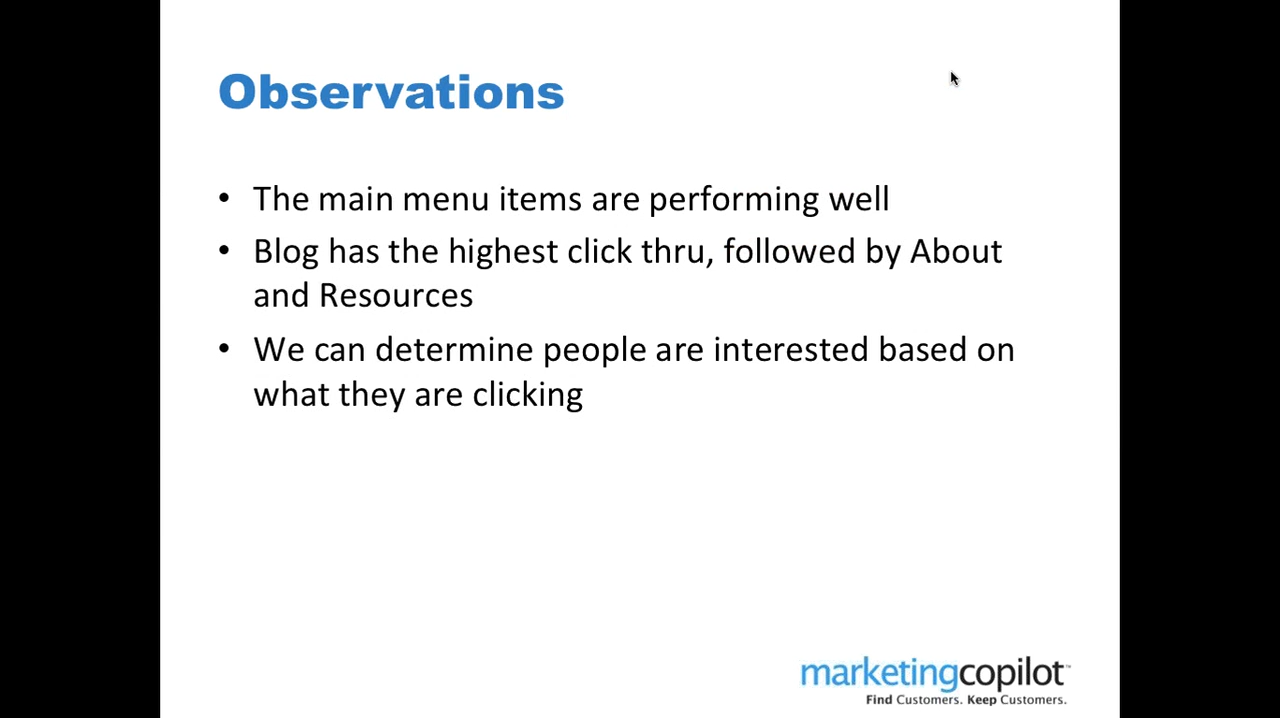 Observations
• The main menu items are performing well
• Blog has the highest click thru, followed by About
and Resources
• We can determine people are interested based on
what they are clicking
marketingcopilot™
Find Customers. Keep Customers.